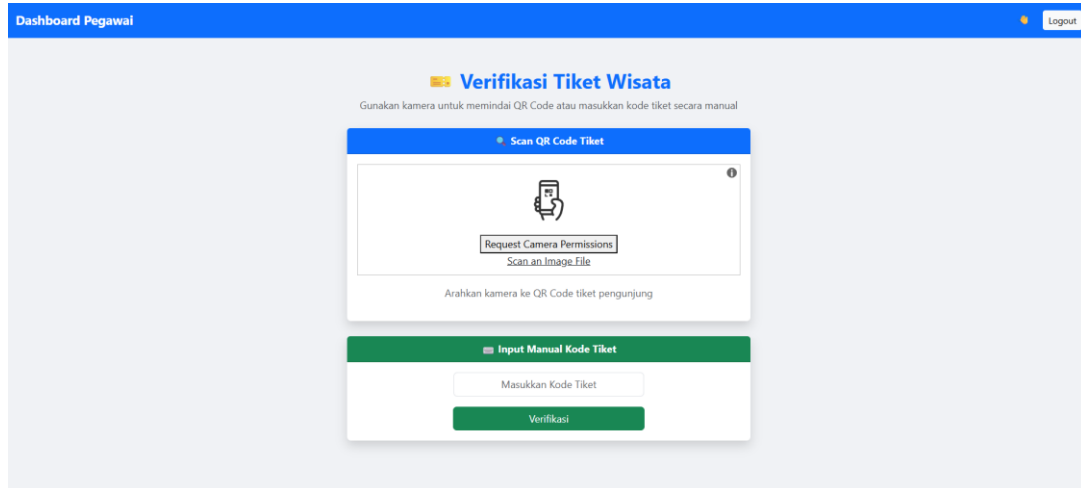 Dashboard Pegawai
Logout
Verifikasi Tiket Wisata
Gunakan kamera untuk memindai QR Code atau masukkan kode tiket secara manual
Scan QR Code Tiket
Request Camera Permissions
Scan an Image File
Arahkan kamera ke QR Code tiket pengunjung
Input Manual Kode Tiket
Masukkan Kode Tiket
Verifikasi